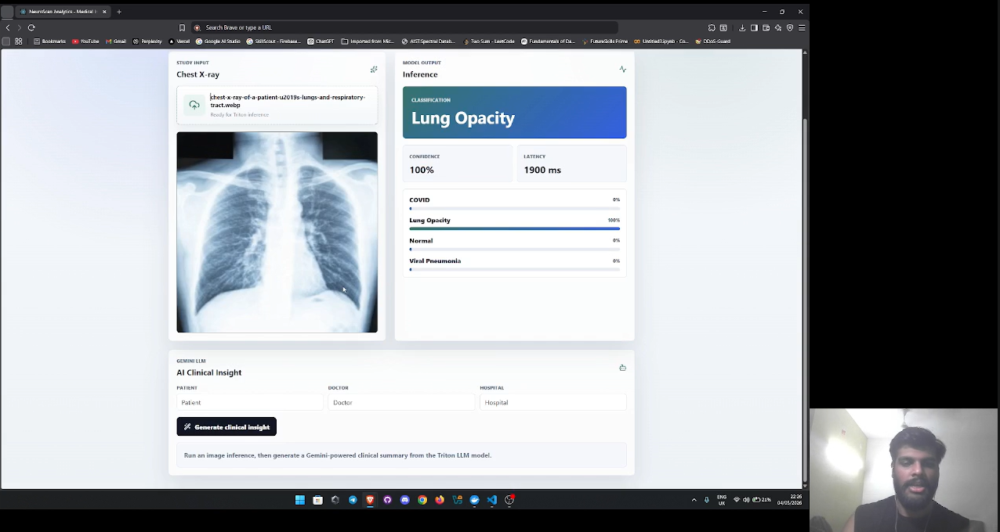 NeuroScan Analytics - Medical I
Search Brave or type a URL
Bookmarks
YouTube
Gmail
Perplexity
Vercel
Google AI Studio
SkillScout - Firebase...
ChatGPT
Imported from Mic...
AIST:Spectral Datab...
Two Sum - LeetCode
Fundamentals of Da...
FutureSkills Prime
Untitled3.ipynb - Co...
DDoS-Guard
STUDY INPUT
Chest X-ray
chest-x-ray-of-a-patient-u2019s-lungs-and-respiratory-
tract.webp
Ready for Triton inference
MODEL OUTPUT
Inference
CLASSIFICATION
Lung Opacity
CONFIDENCE
100%
LATENCY
1900 ms
COVID 0%
Lung Opacity 100%
Normal 0%
Viral Pneumonia 0%
GEMINI LLM
AI Clinical Insight
PATIENT
Patient
DOCTOR
Doctor
HOSPITAL
Hospital
Generate clinical insight
Run an image inference, then generate a Gemini-powered clinical summary from the Triton LLM model.
ENG
UK
21%
22:26
04/05/2026